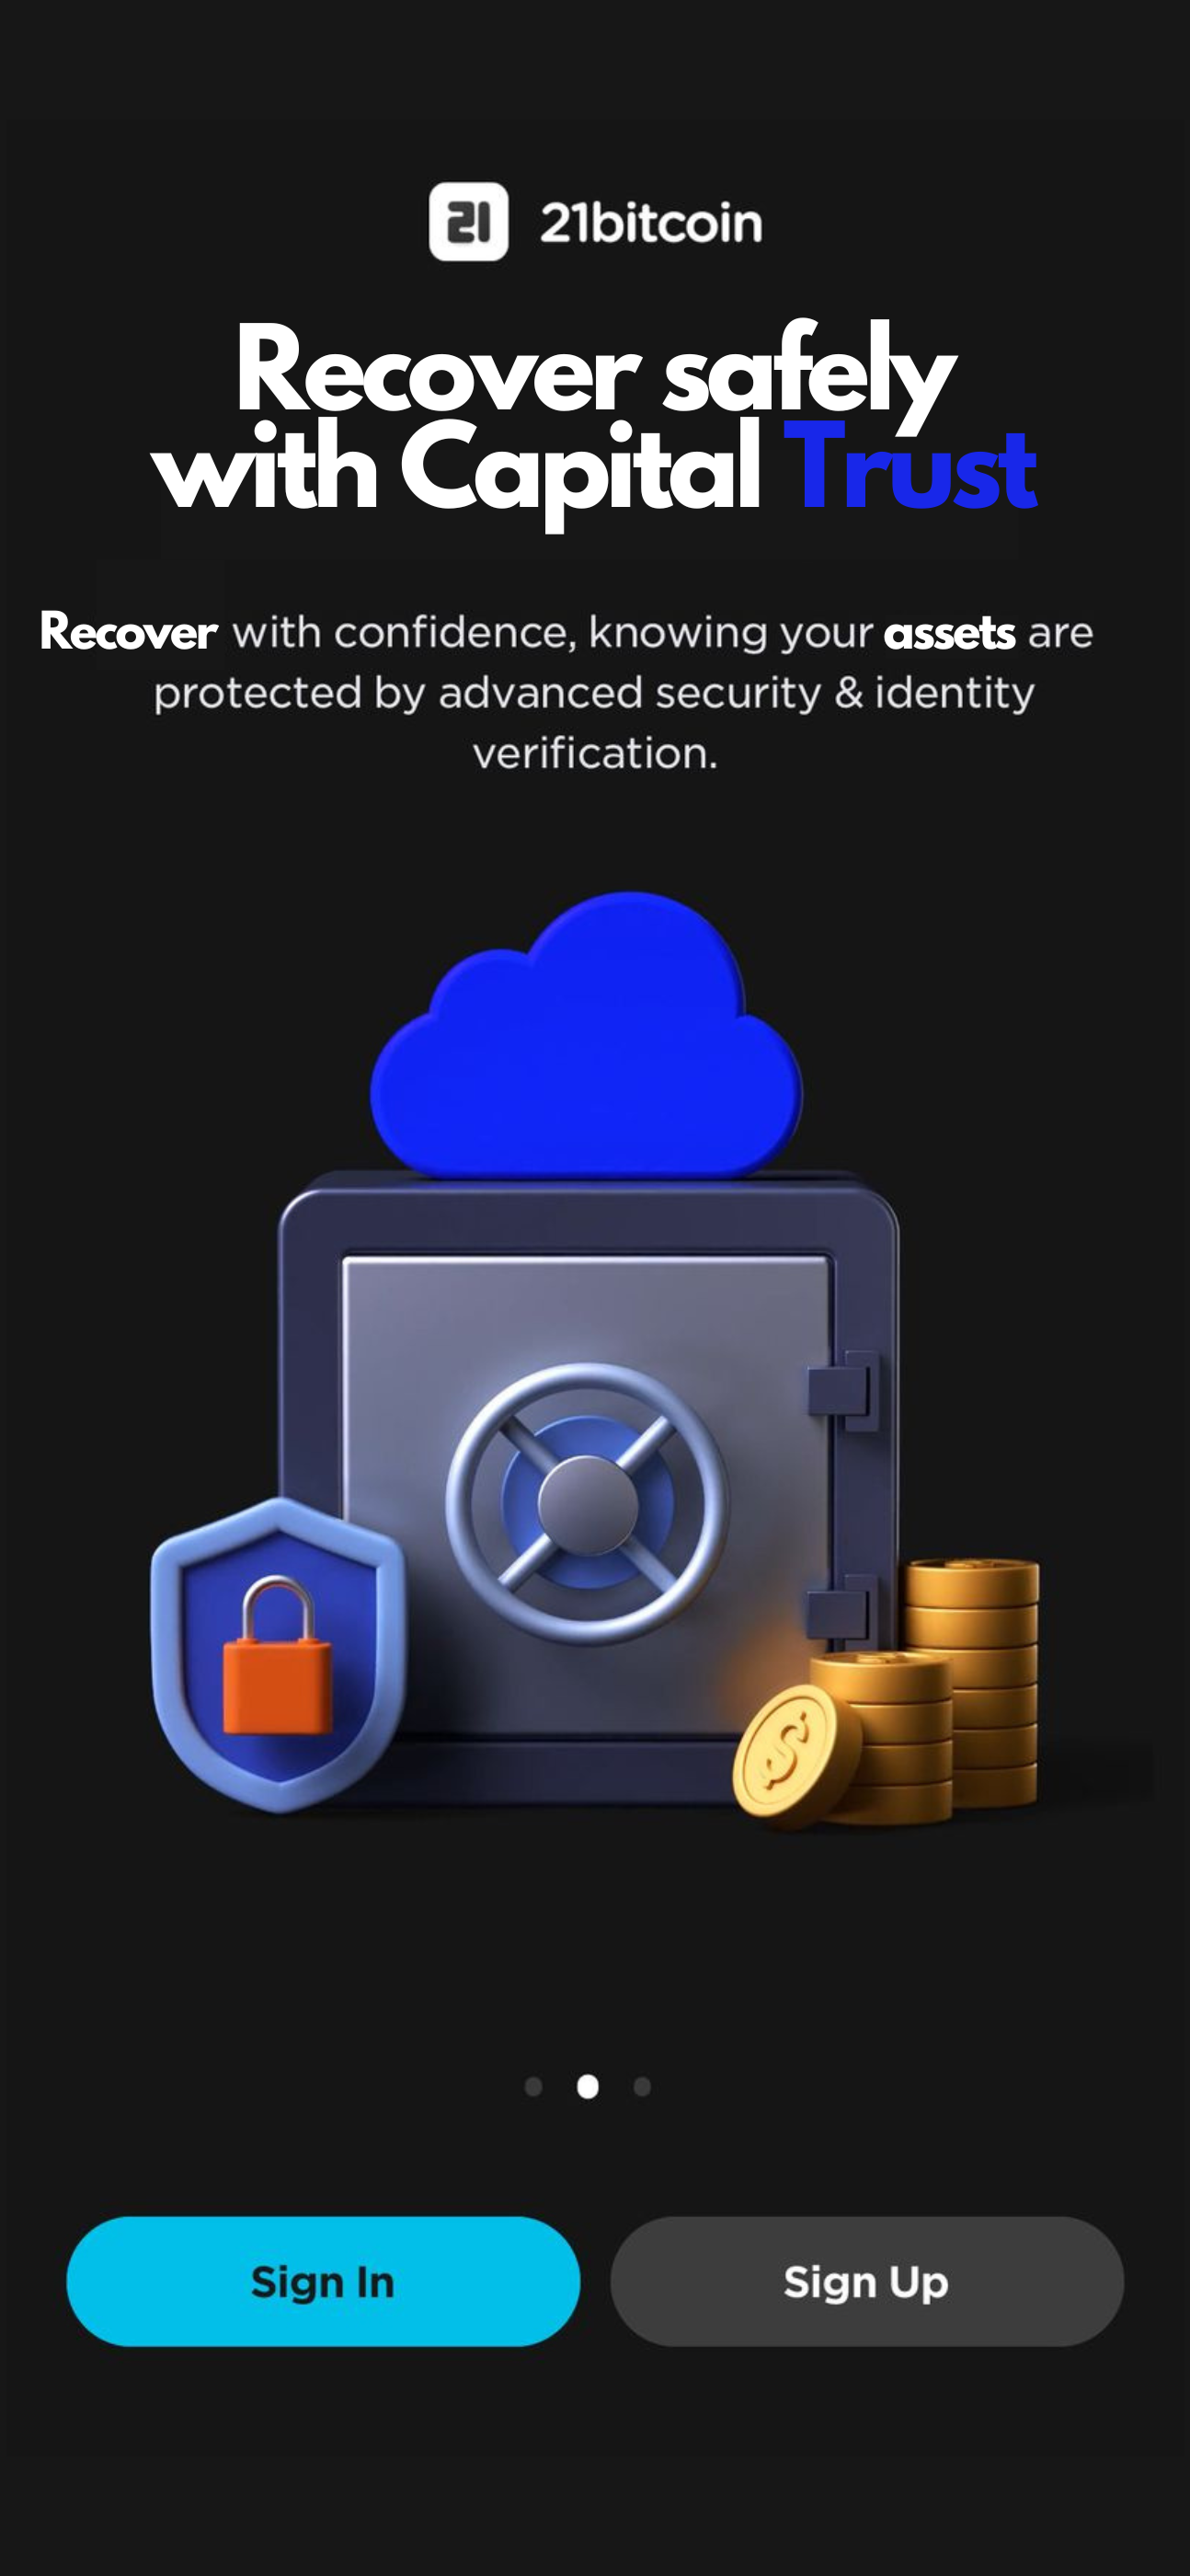 21 21bitcoin
Recover safely
with Capital Trust
Recover with confidence, knowing your assets are
protected by advanced security & identity
verification.
$
Sign In
Sign Up